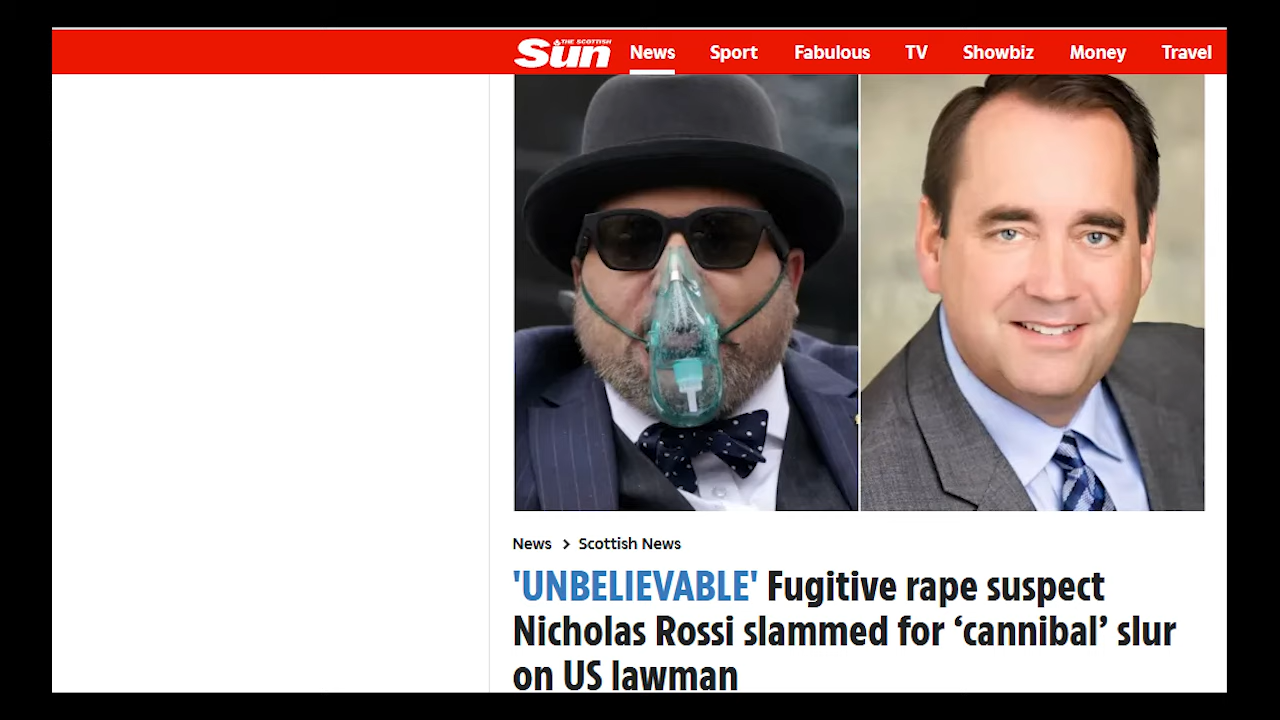 THE SCOTTISH
Sun
News Sport Fabulous TV Showbiz Money Travel
News > Scottish News
'UNBELIEVABLE' Fugitive rape suspect
Nicholas Rossi slammed for ‘cannibal’ slur
on US lawman